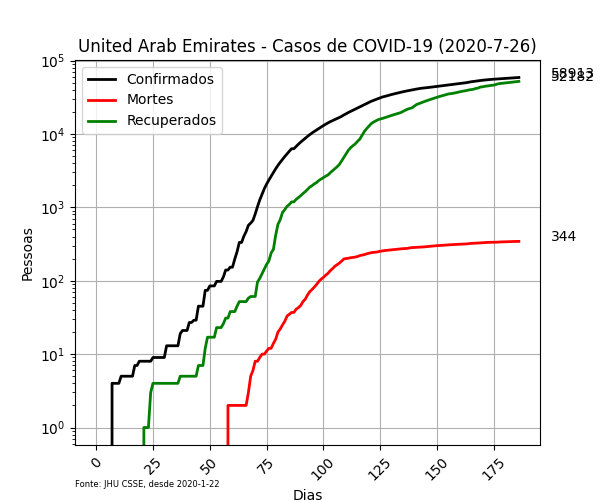 United Arab Emirates - Casos de COVID-19 (2020-7-26)
Confirmados
Mortes
Recuperados
Pessoas
10^5
10^4
10^3
10^2
10^1
10^0
58913
52182
344
0
25
50
75
100
125
150
175
Dias
Fonte: JHU CSSE, desde 2020-1-22